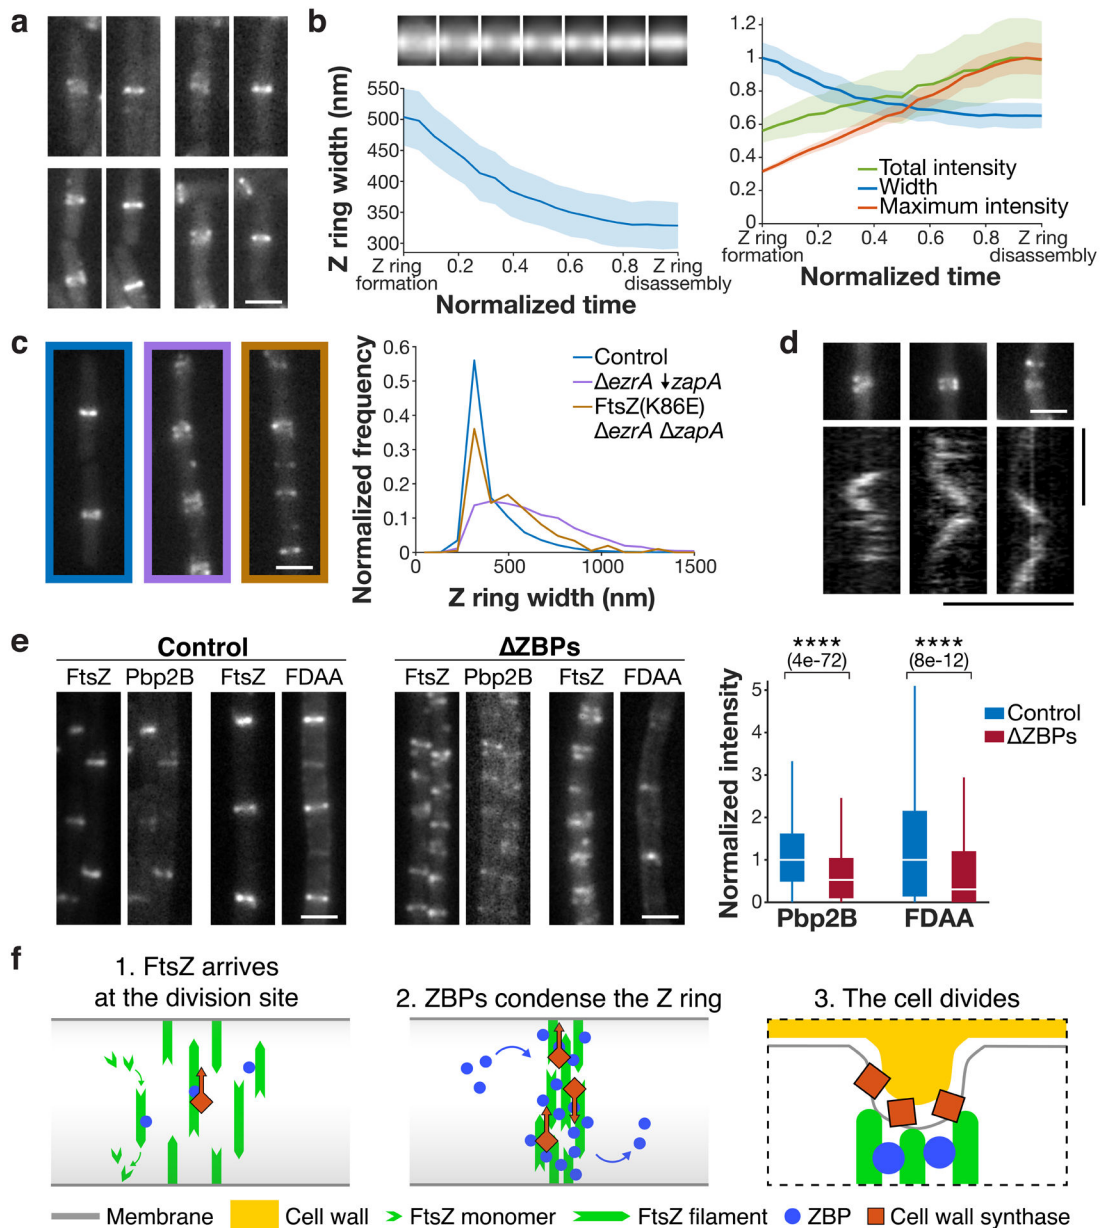 a
b
550
500
450
400
350
300
Z ring width (nm)
Z ring formation
0.2
0.4
0.6
0.8
Z ring disassembly
Normalized time
1.2
1
0.8
0.6
0.4
0.2
0
Total intensity
Width
Maximum intensity
Z ring formation
0.2
0.4
0.6
0.8
Z ring disassembly
Normalized time
c
Normalized frequency
0.6
0.5
0.4
0.3
0.2
0.1
0
Control
ΔezrA ↓zapA
FtsZ(K86E)
ΔezrA ΔzapA
0
500
1000
1500
Z ring width (nm)
d
e
Control
FtsZ Pbp2B FtsZ FDAA
ΔZBPs
FtsZ Pbp2B FtsZ FDAA
Normalized intensity
5
4
3
2
1
0
****
(4e-72)
****
(8e-12)
Control
ΔZBPs
Pbp2B
FDAA
f
1. FtsZ arrives
at the division site
2. ZBPs condense the Z ring
3. The cell divides
Membrane
Cell wall
FtsZ monomer
FtsZ filament
ZBP
Cell wall synthase